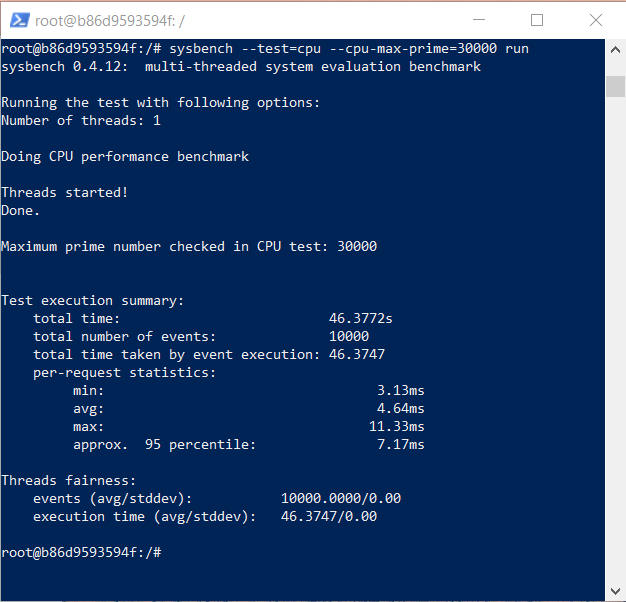 root@b86d9593594f: /
root@b86d9593594f:/# sysbench --test=cpu --cpu-max-prime=30000 run
sysbench 0.4.12:  multi-threaded system evaluation benchmark
Running the test with following options:
Number of threads: 1
Doing CPU performance benchmark
Threads started!
Done.
Maximum prime number checked in CPU test: 30000
Test execution summary:
    total time:                          46.3772s
    total number of events:              10000
    total time taken by event execution: 46.3747
    per-request statistics:
         min:                                  3.13ms
         avg:                                  4.64ms
         max:                                 11.33ms
         approx.  95 percentile:               7.17ms
Threads fairness:
    events (avg/stddev):           10000.0000/0.00
    execution time (avg/stddev):   46.3747/0.00
root@b86d9593594f:/#